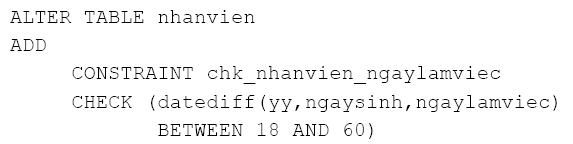 ALTER TABLE nhanvien
ADD
CONSTRAINT chk_nhanvien_ngaylamviec
CHECK (datediff(yy,ngaysinh,ngaylamviec)
BETWEEN 18 AND 60)